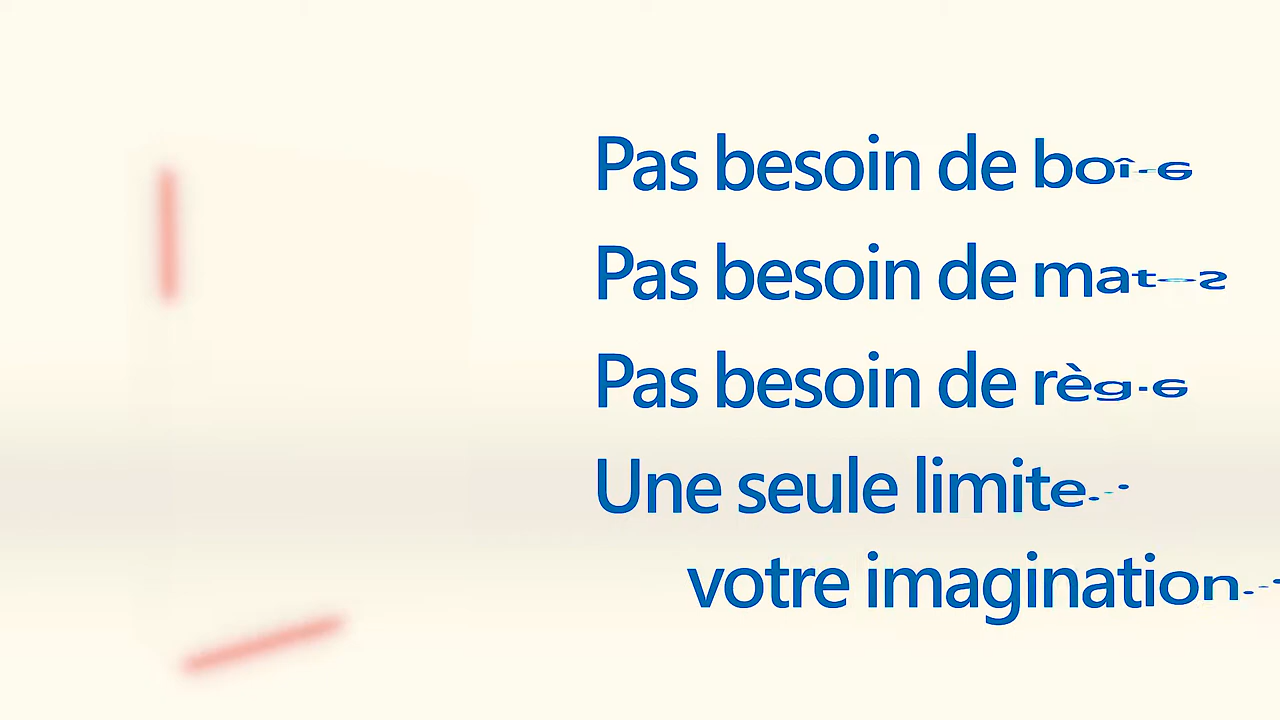 Pas besoin de
Pas besoin de
Pas besoin de
Une seule limite
votre imagination